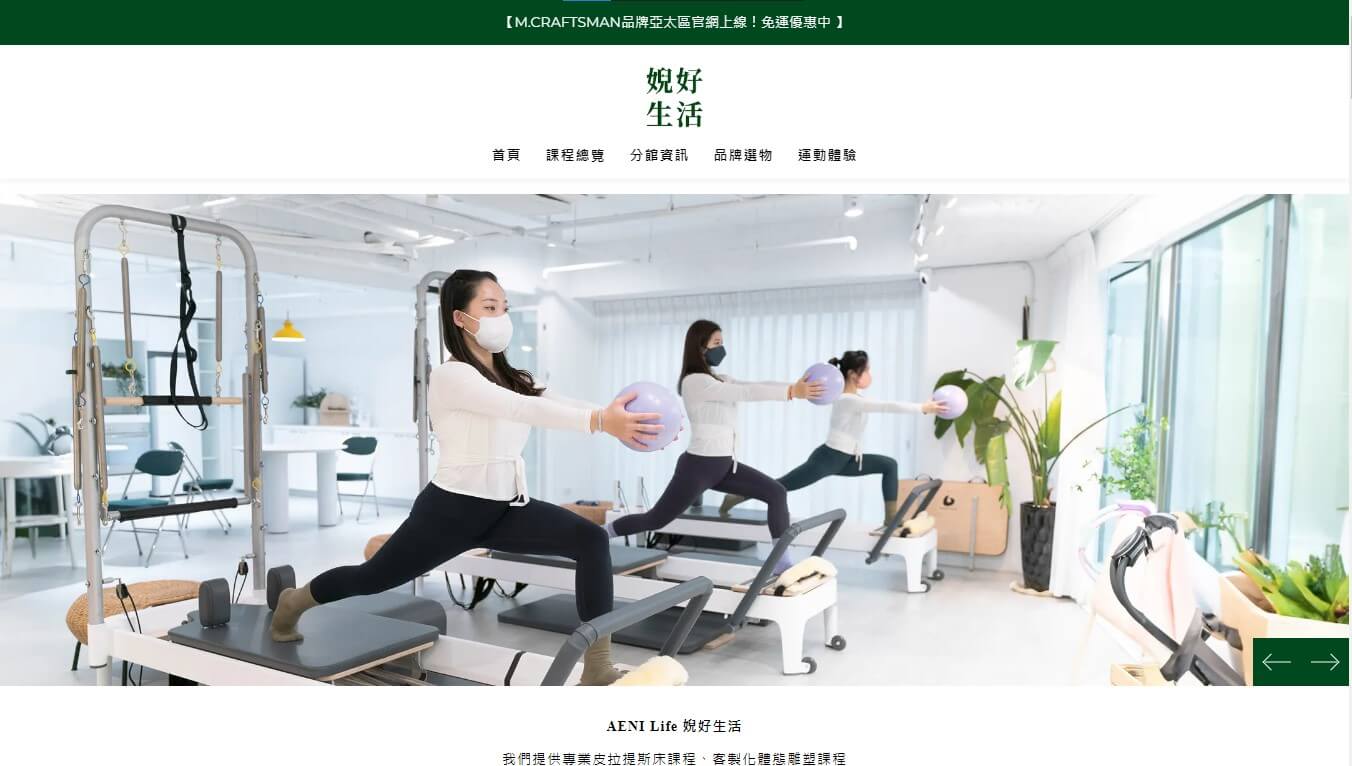 【 M.CRAFTSMAN品牌亞太區官網上線！免運優惠中 】
婗好
生活
首頁 課程總覽 分館資訊 品牌選物 運動體驗
AENI Life 婗好生活
我們提供專業皮拉提斯床課程、客製化體態雕塑課程